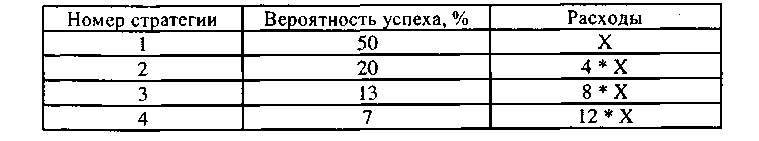 Номер стратегии Вероятность успеха, % Расходы
1 50 X
2 20 4 * X
3 13 8 * X
4 7 12 * X